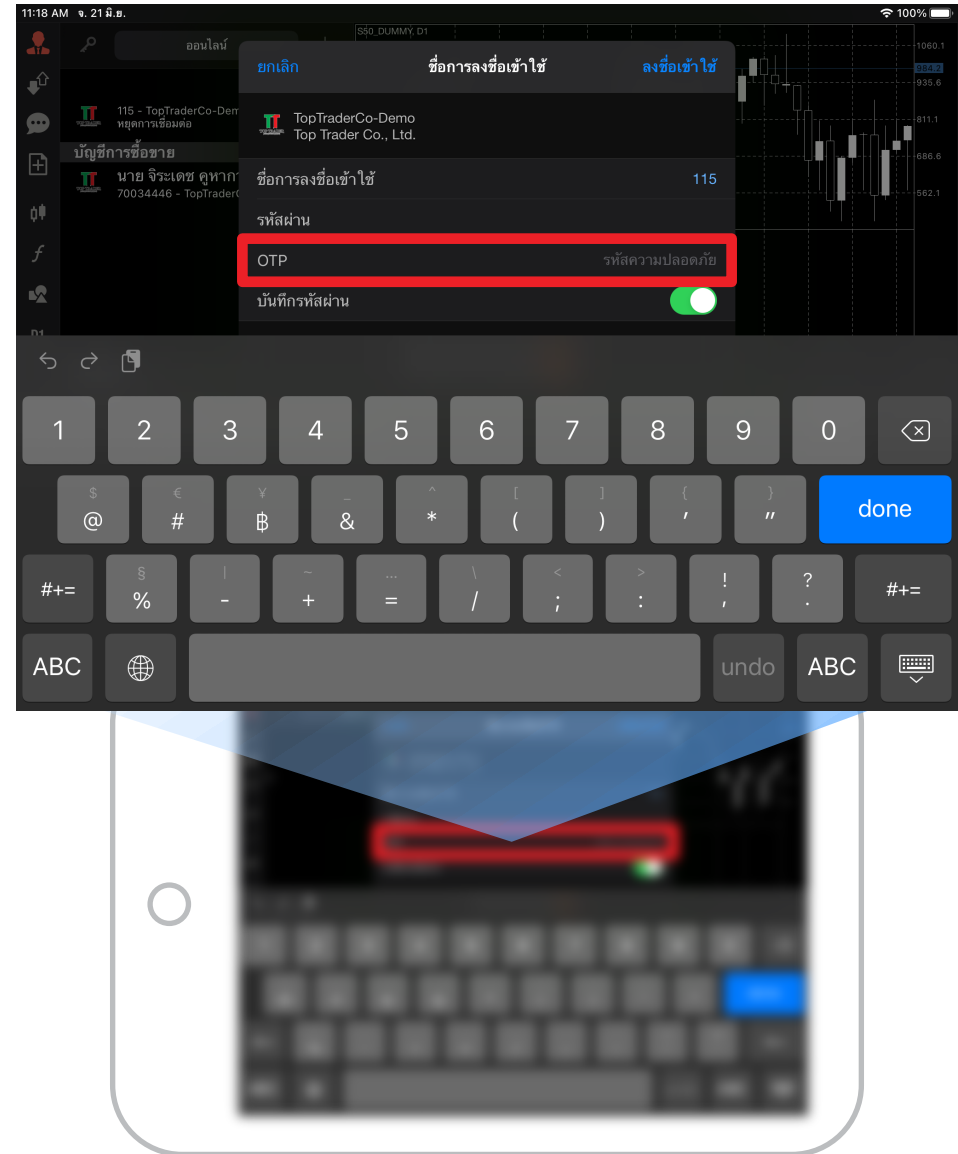 11:18 AM จ. 21 มิ.ย.
100%
S50_DUMMY, D1
ออนไลน์
1060.1
984.2
935.6
811.1
686.6
562.1
115 - TopTraderCo-Dem
หยุดการเชื่อมต่อ
บัญชีการซื้อขาย
นาย จิระเดช คูหากา
70034446 - TopTraderC
D1
ยกเลิก
ชื่อการลงชื่อเข้าใช้
ลงชื่อเข้าใช้
TopTraderCo-Demo
Top Trader Co., Ltd.
ชื่อการลงชื่อเข้าใช้ 115
รหัสผ่าน
OTP รหัสความปลอดภัย
บันทึกรหัสผ่าน
1 2 3 4 5 6 7 8 9 0
$ € ¥ _ ^ [ ] { }
@ # ฿ & * ( ) ' "
done
§ | ~ … \ < > ! ?
#+= % - + = / ; : , . #+=
ABC undo ABC